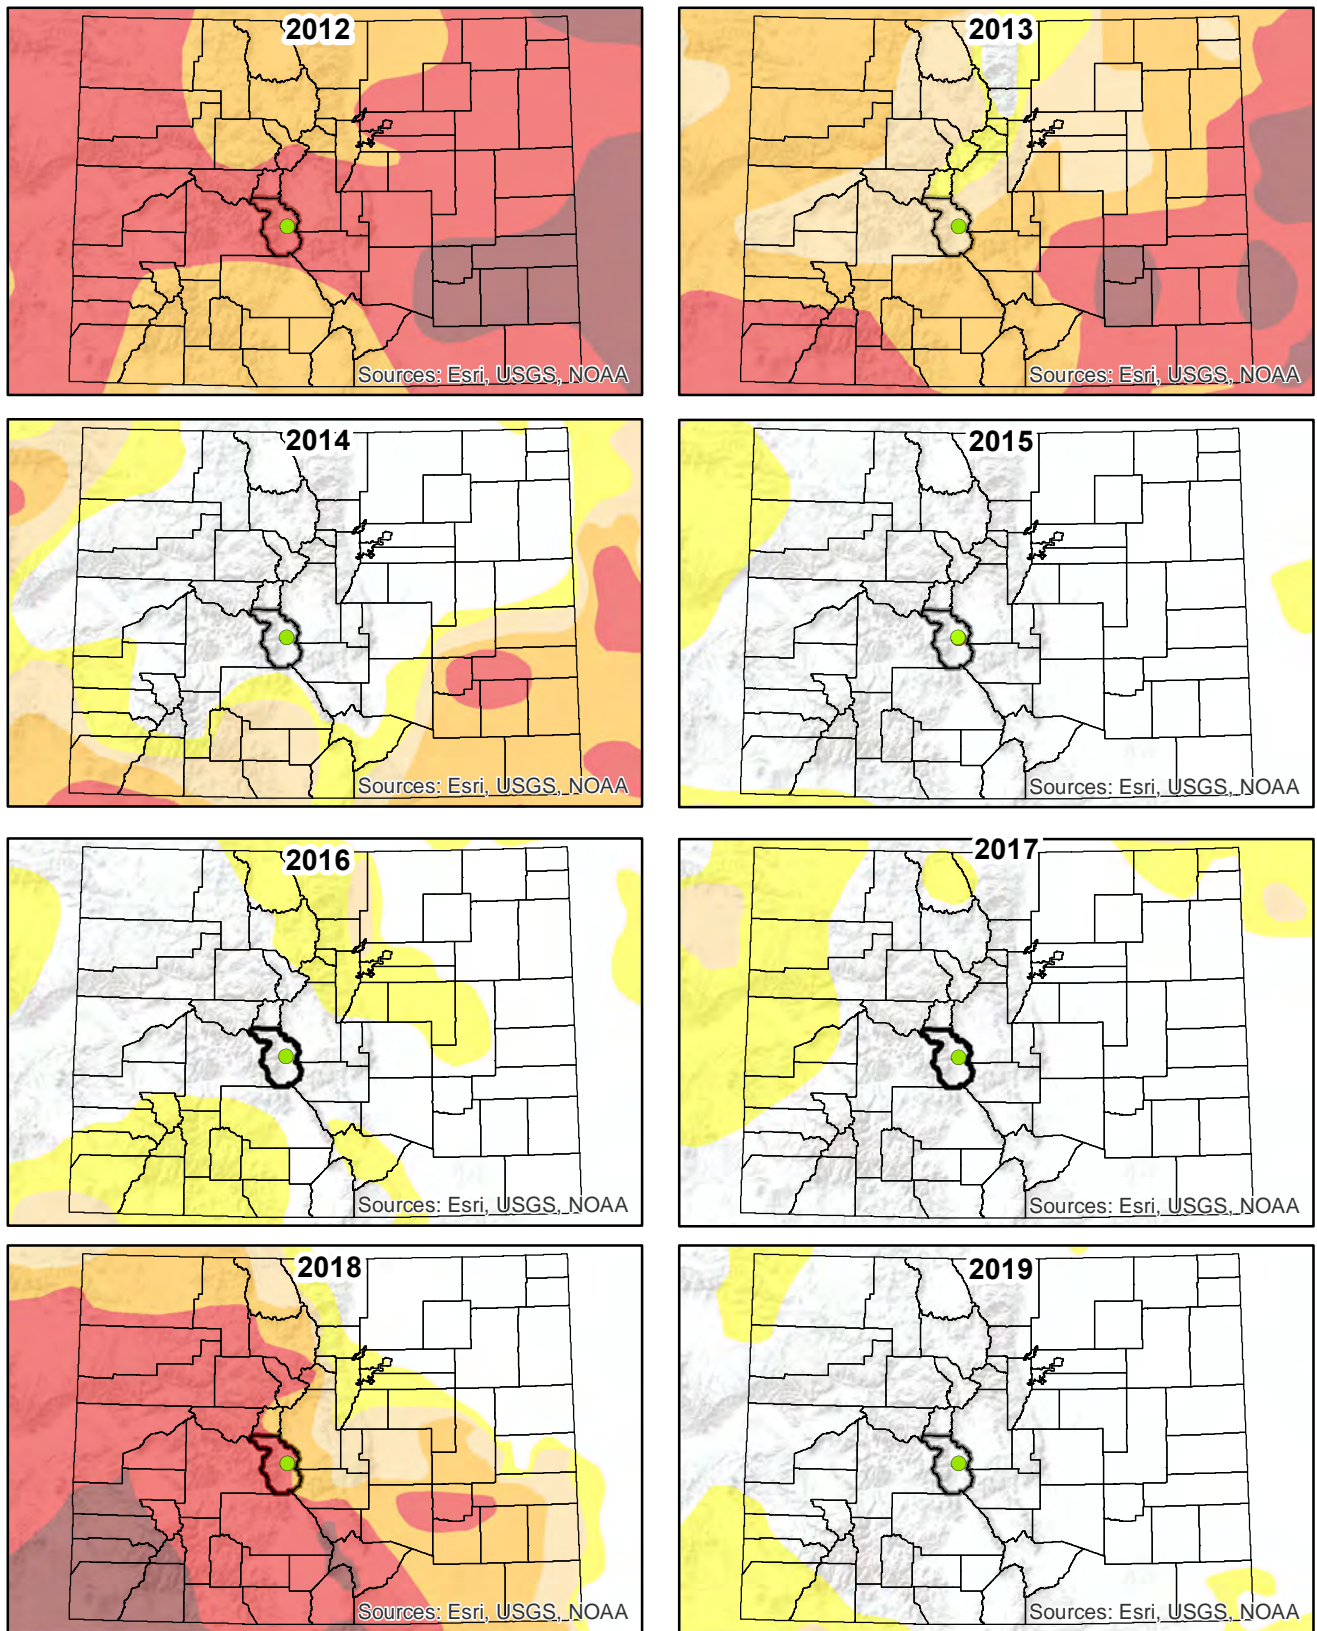 2012
Sources: Esri, USGS, NOAA
2013
Sources: Esri, USGS, NOAA
2014
Sources: Esri, USGS, NOAA
2015
Sources: Esri, USGS, NOAA
2016
Sources: Esri, USGS, NOAA
2017
Sources: Esri, USGS, NOAA
2018
Sources: Esri, USGS, NOAA
2019
Sources: Esri, USGS, NOAA